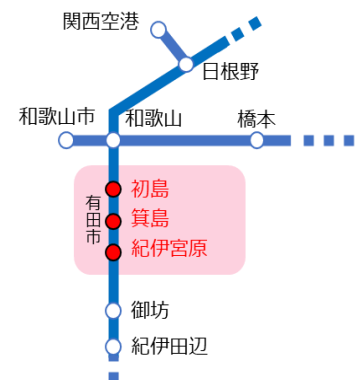 関西空港
日根野
和歌山市
和歌山
橋本
有田市
初島
箕島
紀伊宮原
御坊
紀伊田辺